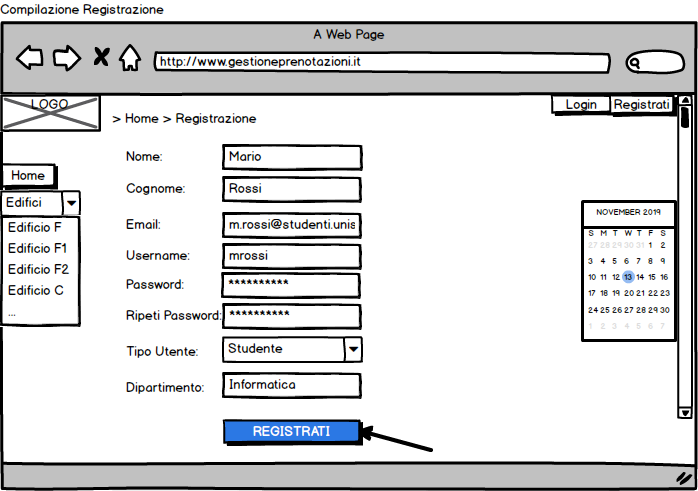 Compilazione Registrazione
A Web Page
http://www.gestioneprenotazioni.it
LOGO
Login
Registrati
> Home > Registrazione
Home
Edifici
Edificio F
Edificio F1
Edificio F2
Edificio C
...
Nome: Mario
Cognome: Rossi
Email: m.rossi@studenti.unis
Username: mrossi
Password: **********
Ripeti Password: **********
Tipo Utente: Studente
Dipartimento: Informatica
REGISTRATI
NOVEMBER 2019
S M T W T F S
27 28 29 30 31 1 2
3 4 5 6 7 8 9
10 11 12 13 14 15 16
17 18 19 20 21 22 23
24 25 26 27 28 29 30
1 2 3 4 5 6 7